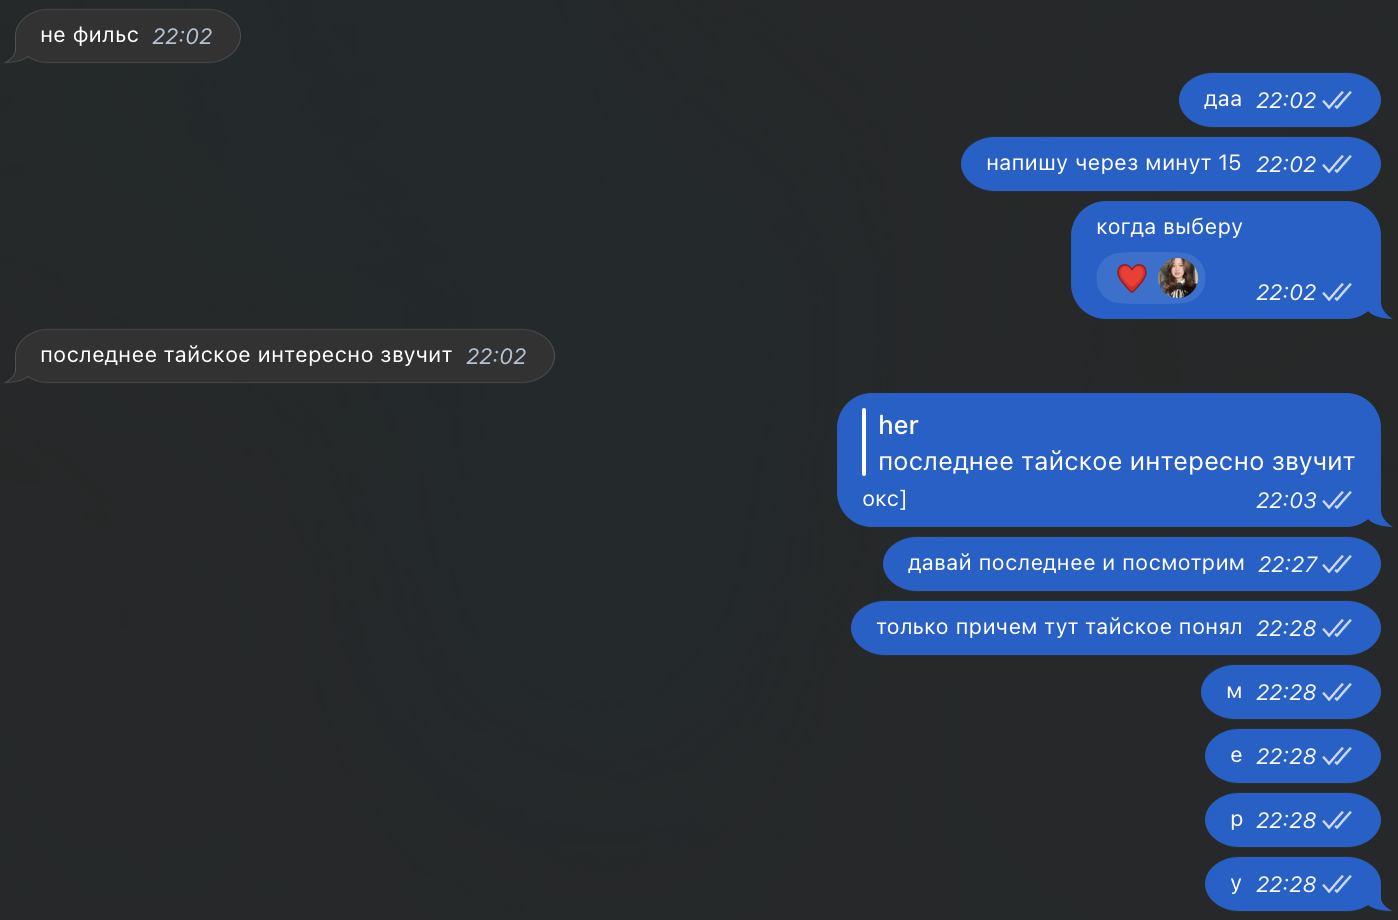 не фильс 22:02
даа 22:02
напишу через минут 15 22:02
когда выберу
22:02
последнее тайское интересно звучит 22:02
her
последнее тайское интересно звучит
окс] 22:03
давай последнее и посмотрим 22:27
только причем тут тайское понял 22:28
м 22:28
е 22:28
р 22:28
у 22:28